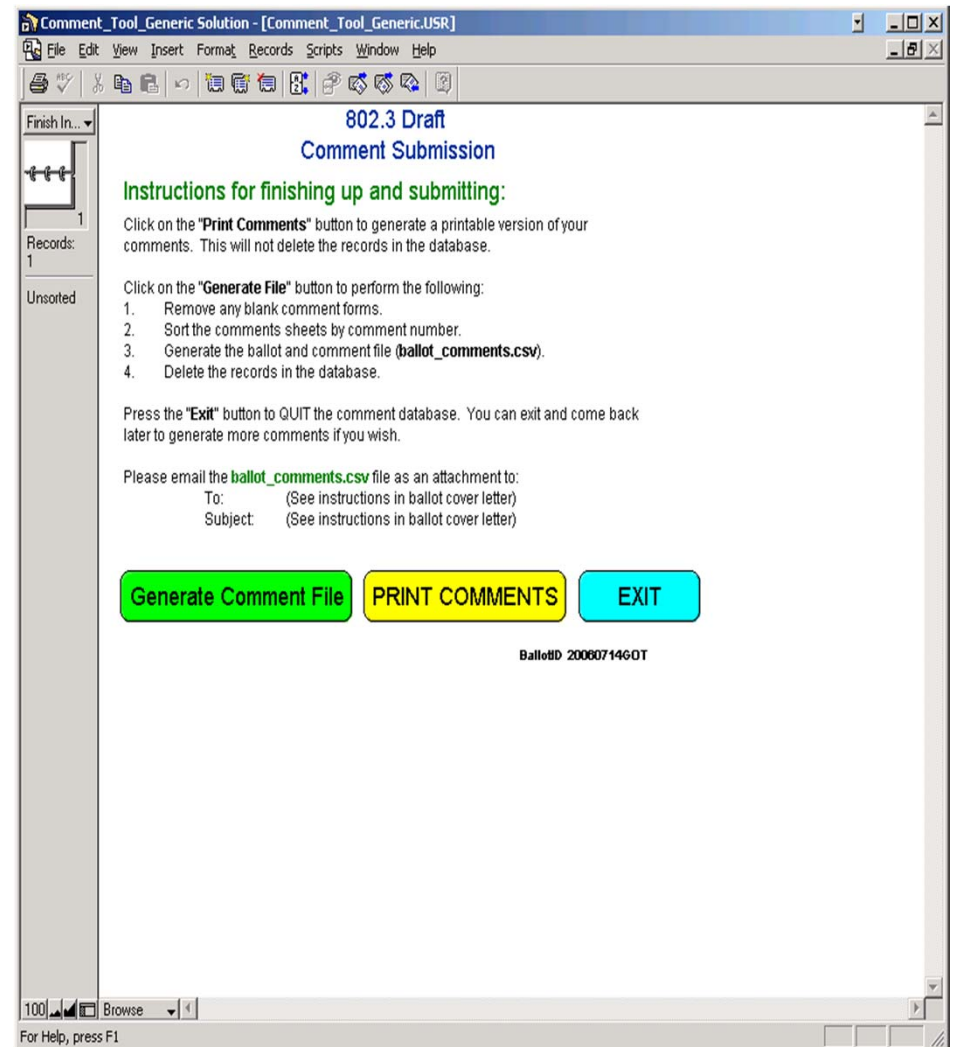 Comment_Tool_Generic Solution - [Comment_Tool_Generic.USR]
File Edit View Insert Format Records Scripts Window Help
Finish In...
1
Records:
1
Unsorted
802.3 Draft
Comment Submission
Instructions for finishing up and submitting:
Click on the "Print Comments" button to generate a printable version of your
comments. This will not delete the records in the database.
Click on the "Generate File" button to perform the following:
1. Remove any blank comment forms.
2. Sort the comments sheets by comment number.
3. Generate the ballot and comment file (ballot_comments.csv).
4. Delete the records in the database.
Press the "Exit" button to QUIT the comment database. You can exit and come back
later to generate more comments if you wish.
Please email the ballot_comments.csv file as an attachment to:
To: (See instructions in ballot cover letter)
Subject: (See instructions in ballot cover letter)
Generate Comment File PRINT COMMENTS EXIT
BallotID 20060714GOT
100 Browse
For Help, press F1